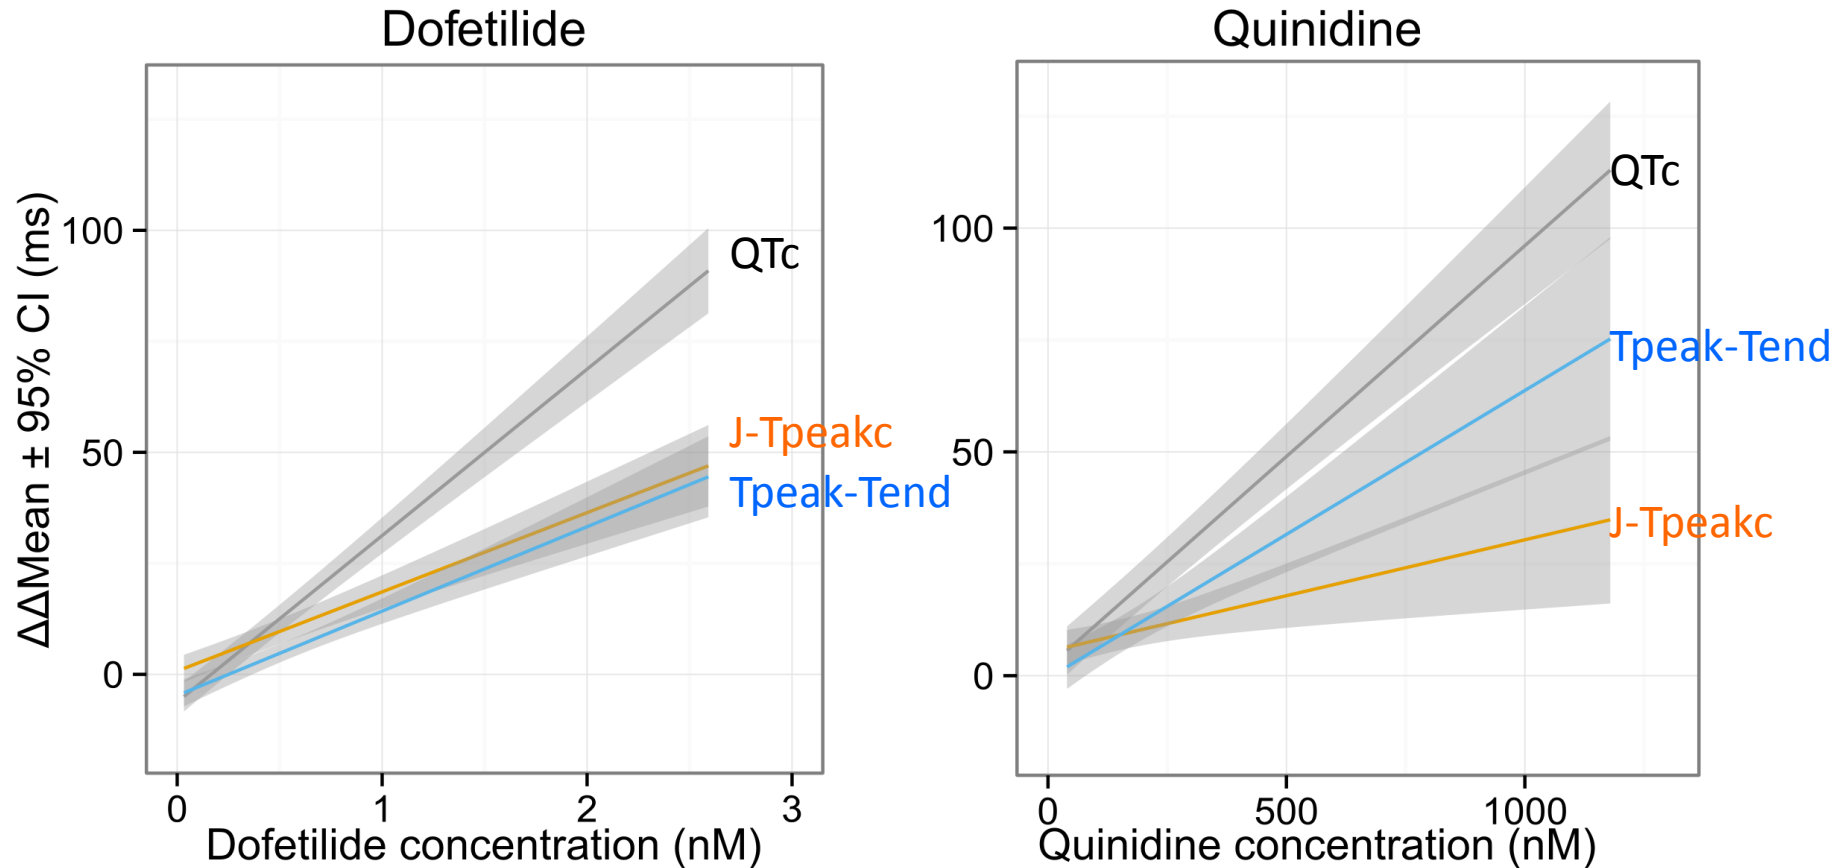 Dofetilide
ΔΔMean ± 95% CI (ms)
100
50
0
QTc
J-Tpeakc
Tpeak-Tend
0 1 2 3
Dofetilide concentration (nM)
Quinidine
100
50
0
QTc
Tpeak-Tend
J-Tpeakc
0 500 1000
Quinidine concentration (nM)